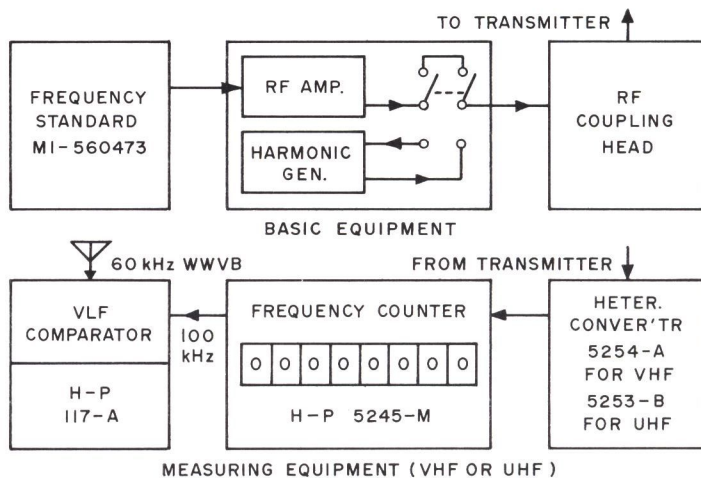 TO TRANSMITTER
FREQUENCY
STANDARD
MI-560473
RF AMP.
HARMONIC
GEN.
RF
COUPLING
HEAD
BASIC EQUIPMENT
60 kHz WWVB
FROM TRANSMITTER
VLF
COMPARATOR
H-P
117-A
100
kHz
FREQUENCY COUNTER
0 0 0 0 0 0 0 0
H-P 5245-M
HETER.
CONVER'TR
5254-A
FOR VHF
5253-B
FOR UHF
MEASURING EQUIPMENT (VHF OR UHF)